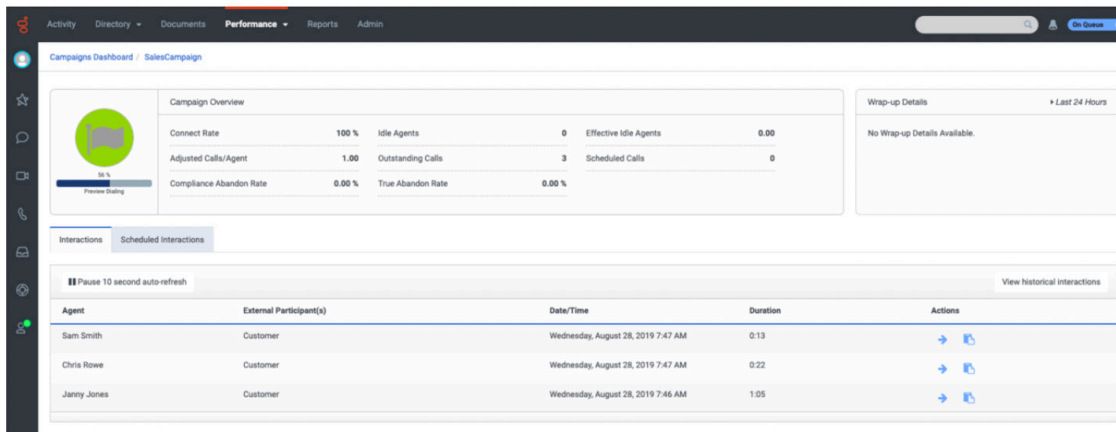 Activity Directory Documents Performance Reports Admin On Queue
Campaigns Dashboard / SalesCampaign
Campaign Overview
Connect Rate 100 % Idle Agents 0 Effective Idle Agents 0.00
Adjusted Calls/Agent 1.00 Outstanding Calls 3 Scheduled Calls 0
Compliance Abandon Rate 0.00 % True Abandon Rate 0.00 %
56 %
Preview Dialing
Wrap-up Details Last 24 Hours
No Wrap-up Details Available.
Interactions Scheduled Interactions
Pause 10 second auto-refresh View historical interactions
Agent External Participant(s) Date/Time Duration Actions
Sam Smith Customer Wednesday, August 28, 2019 7:47 AM 0:13
Chris Rowe Customer Wednesday, August 28, 2019 7:47 AM 0:22
Janny Jones Customer Wednesday, August 28, 2019 7:46 AM 1:05